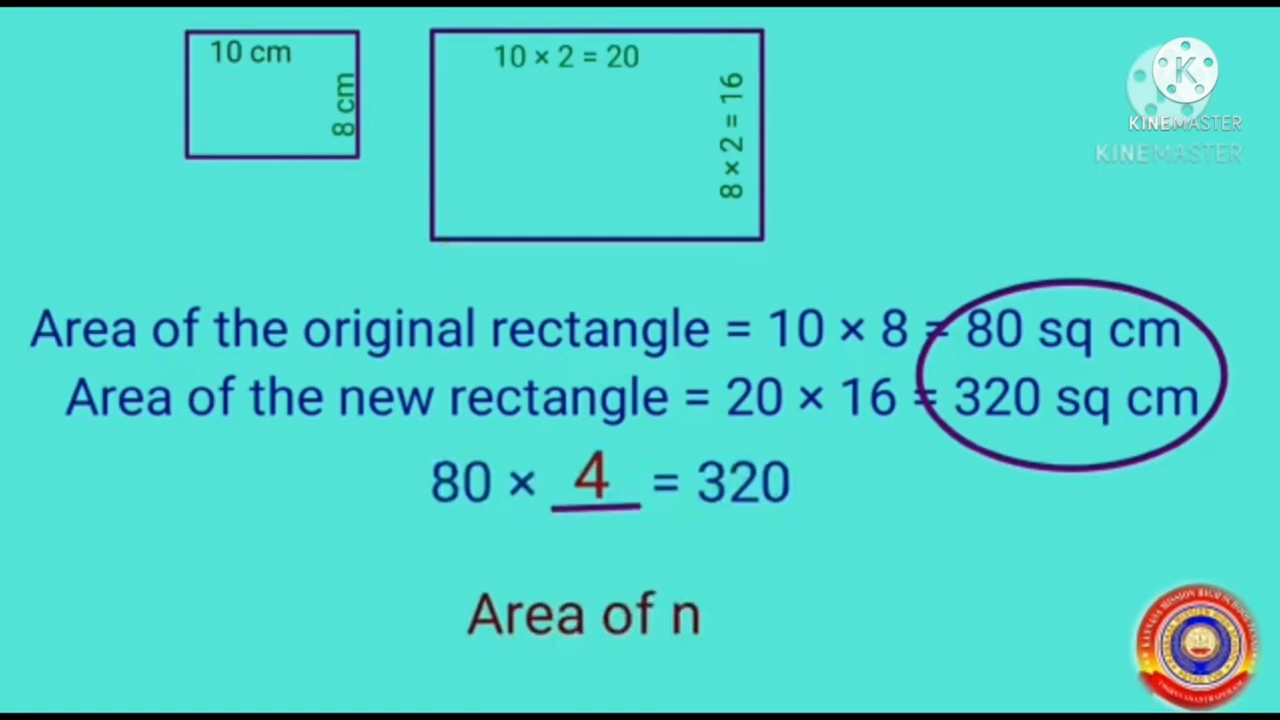 10 cm
8 cm
10 × 2 = 20
8 × 2 = 16
KINEMASTER
KINEMASTER
Area of the original rectangle = 10 × 8 = 80 sq cm
Area of the new rectangle = 20 × 16 = 320 sq cm
80 × 4 = 320
Area of n